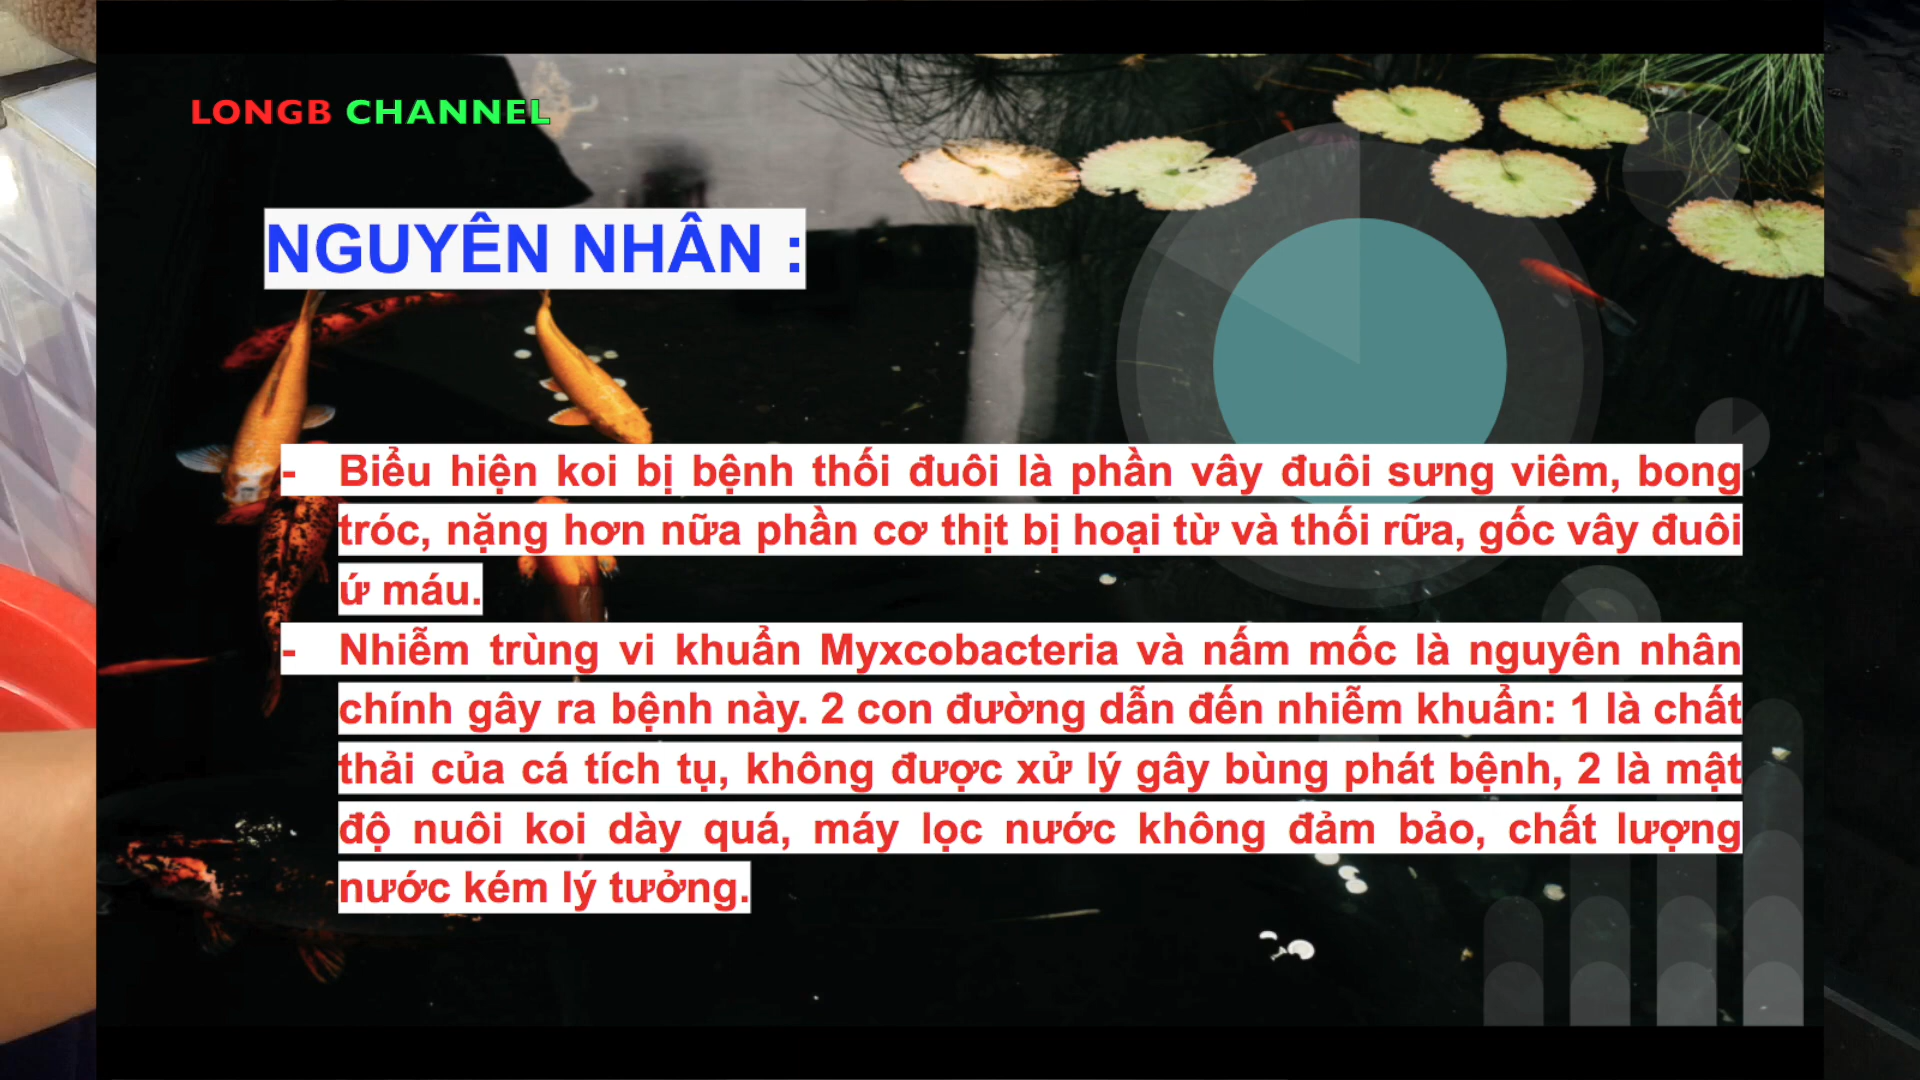 LONGB CHANNEL
NGUYÊN NHÂN :
- Biểu hiện koi bị bệnh thối đuôi là phần vây đuôi sưng viêm, bong
tróc, nặng hơn nữa phần cơ thịt bị hoại từ và thối rữa, gốc vây đuôi
ứ máu.
- Nhiễm trùng vi khuẩn Myxcobacteria và nấm mốc là nguyên nhân
chính gây ra bệnh này. 2 con đường dẫn đến nhiễm khuẩn: 1 là chất
thải của cá tích tụ, không được xử lý gây bùng phát bệnh, 2 là mật
độ nuôi koi dày quá, máy lọc nước không đảm bảo, chất lượng
nước kém lý tưởng.